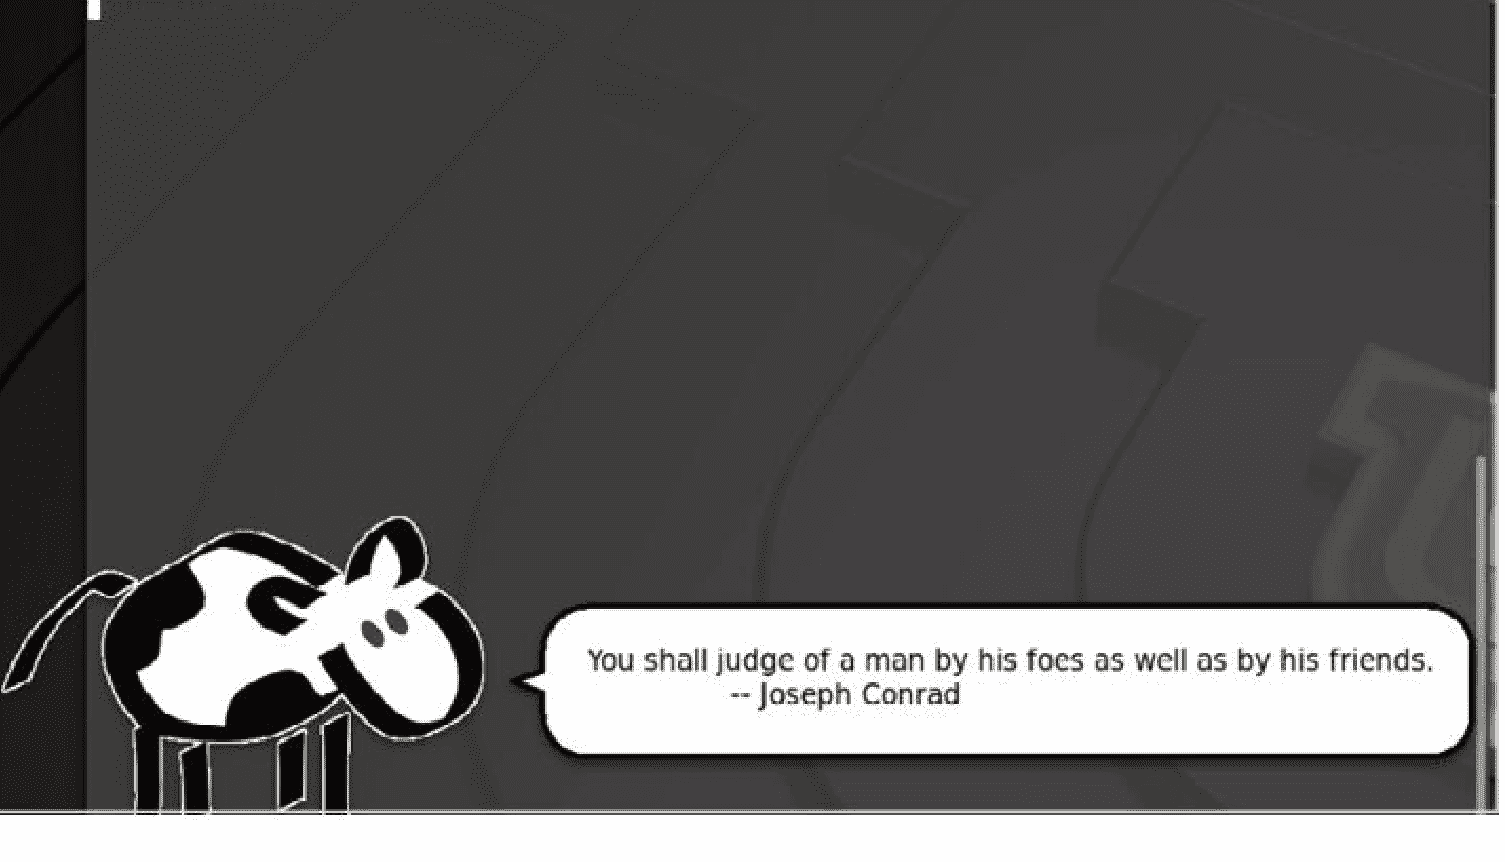 You shall judge of a man by his foes as well as by his friends.
-- Joseph Conrad